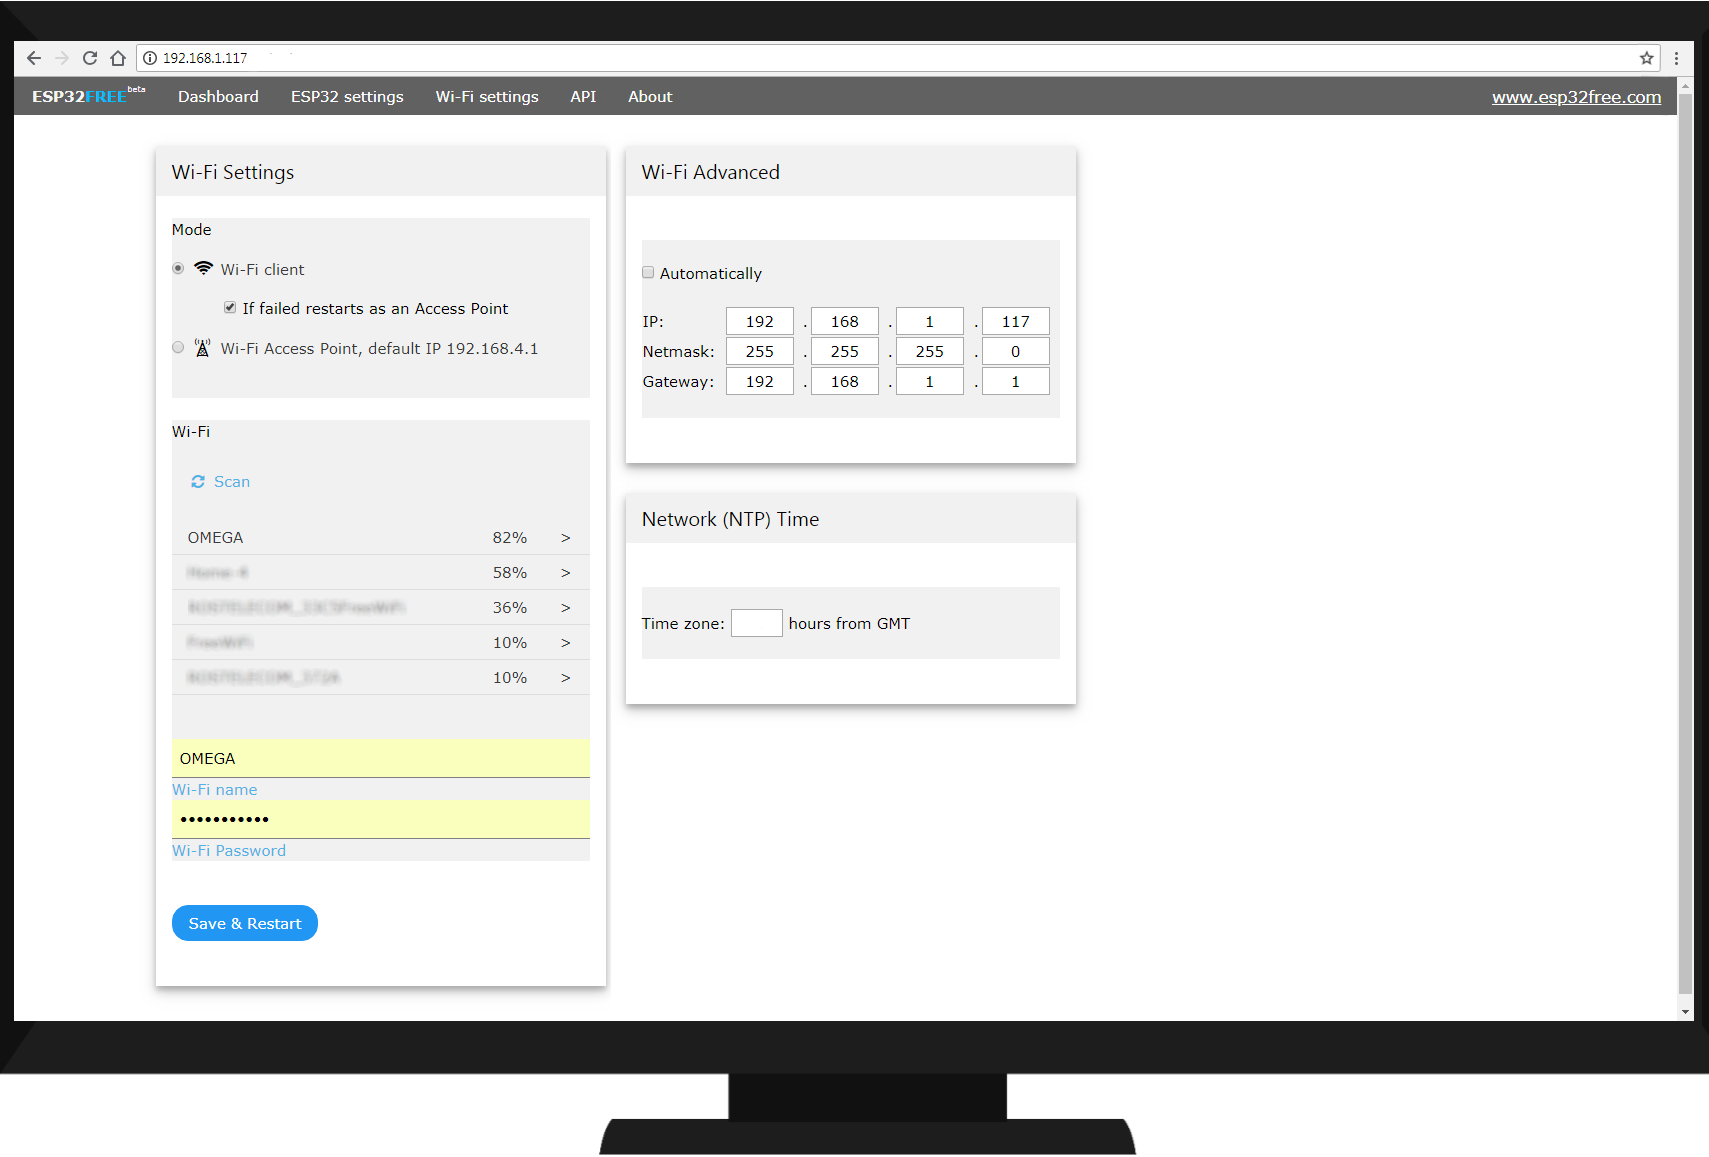 192.168.1.117
ESP32FREE beta Dashboard ESP32 settings Wi-Fi settings API About www.esp32free.com
Wi-Fi Settings
Mode
Wi-Fi client
If failed restarts as an Access Point
Wi-Fi Access Point, default IP 192.168.4.1
Wi-Fi
Scan
OMEGA 82% >
58% >
36% >
10% >
10% >
OMEGA
Wi-Fi name
•••••••••••
Wi-Fi Password
Save & Restart
Wi-Fi Advanced
Automatically
IP: 192 . 168 . 1 . 117
Netmask: 255 . 255 . 255 . 0
Gateway: 192 . 168 . 1 . 1
Network (NTP) Time
Time zone: hours from GMT